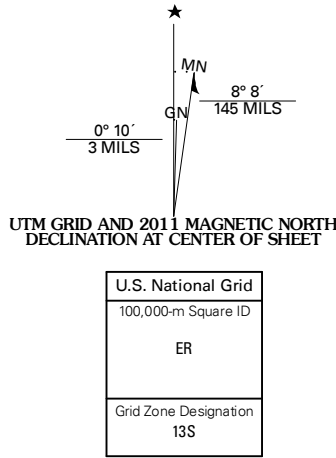 ★
MN
GN
8° 8´
145 MILS
0° 10´
3 MILS
UTM GRID AND 2011 MAGNETIC NORTH
DECLINATION AT CENTER OF SHEET
U.S. National Grid
100,000-m Square ID
ER
Grid Zone Designation
13S